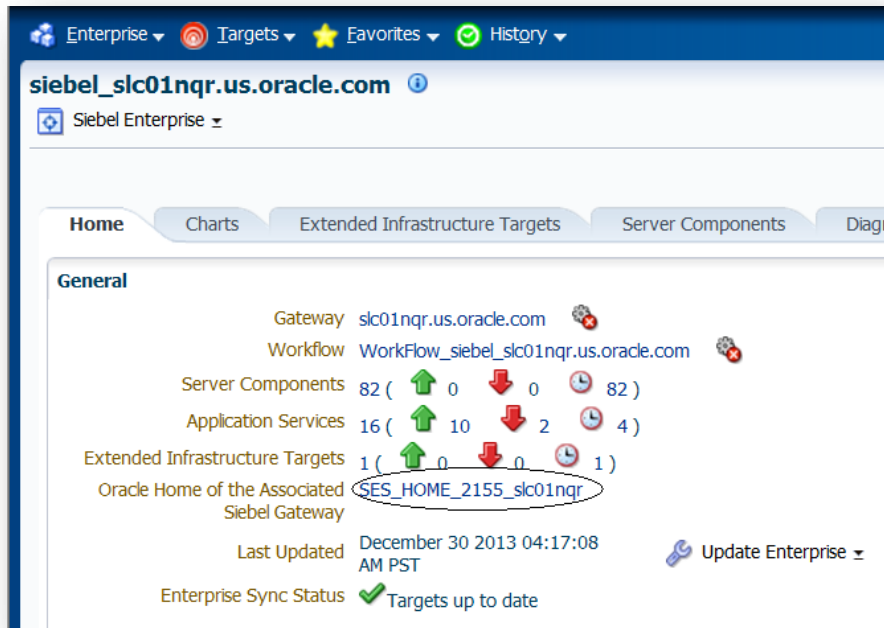 Enterprise Targets Favorites History
siebel_slc01nqr.us.oracle.com
Siebel Enterprise
Home Charts Extended Infrastructure Targets Server Components Diag
General
Gateway slc01nqr.us.oracle.com
Workflow WorkFlow_siebel_slc01nqr.us.oracle.com
Server Components 82 ( 0 0 82 )
Application Services 16 ( 10 2 4 )
Extended Infrastructure Targets 1 ( 0 0 1 )
Oracle Home of the Associated SES_HOME_2155_slc01nqr
Siebel Gateway
Last Updated December 30 2013 04:17:08
AM PST
Update Enterprise
Enterprise Sync Status Targets up to date